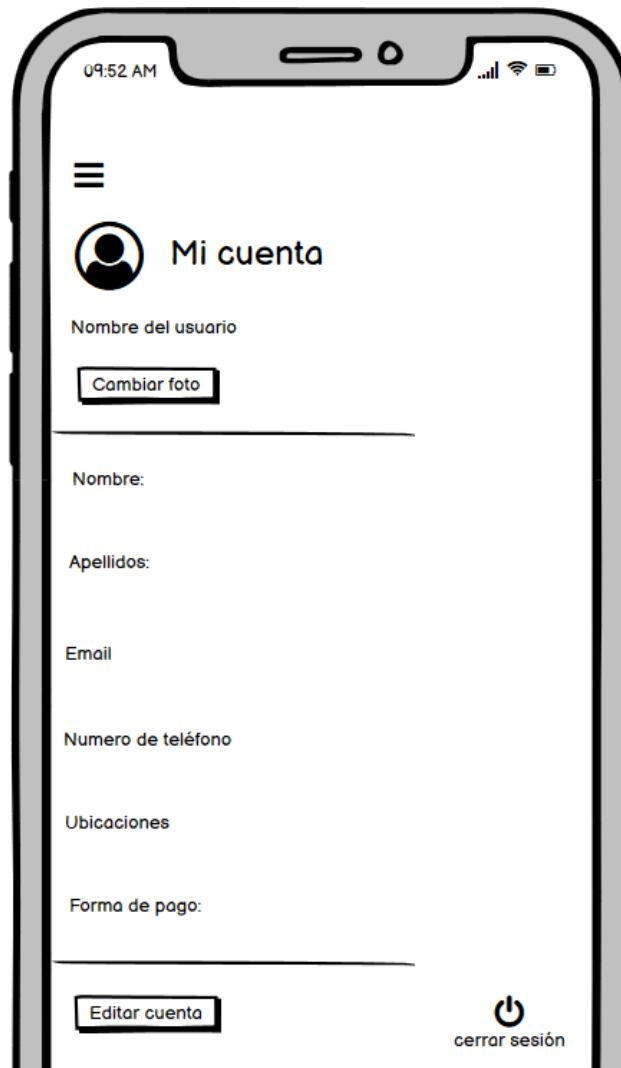 09:52 AM
Mi cuenta
Nombre del usuario
Cambiar foto
Nombre:
Apellidos:
Email
Numero de teléfono
Ubicaciones
Forma de pago:
Editar cuenta
cerrar sesión